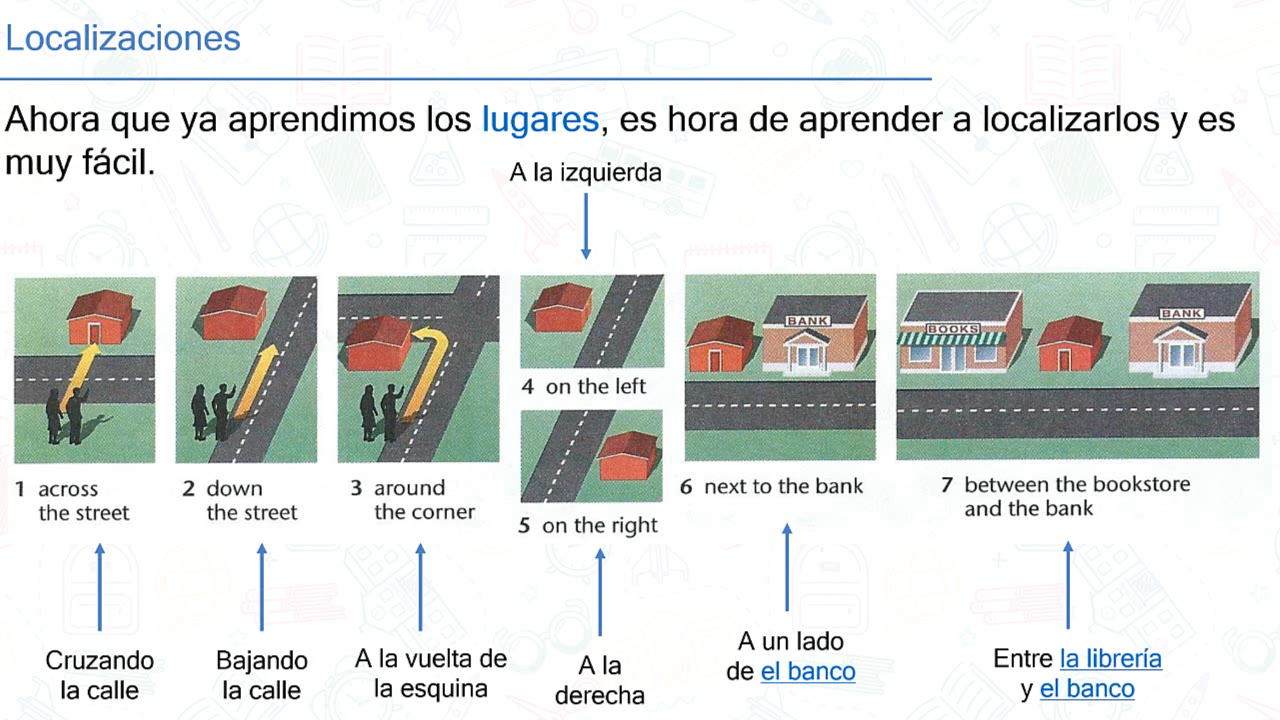 Localizaciones
Ahora que ya aprendimos los lugares, es hora de aprender a localizarlos y es
muy fácil.
A la izquierda
BANK
BOOKS
BANK
4 on the left
1 across
the street
2 down
the street
3 around
the corner
5 on the right
6 next to the bank
7 between the bookstore
and the bank
Cruzando
la calle
Bajando
la calle
A la vuelta de
la esquina
A la
derecha
A un lado
de el banco
Entre la librería
y el banco